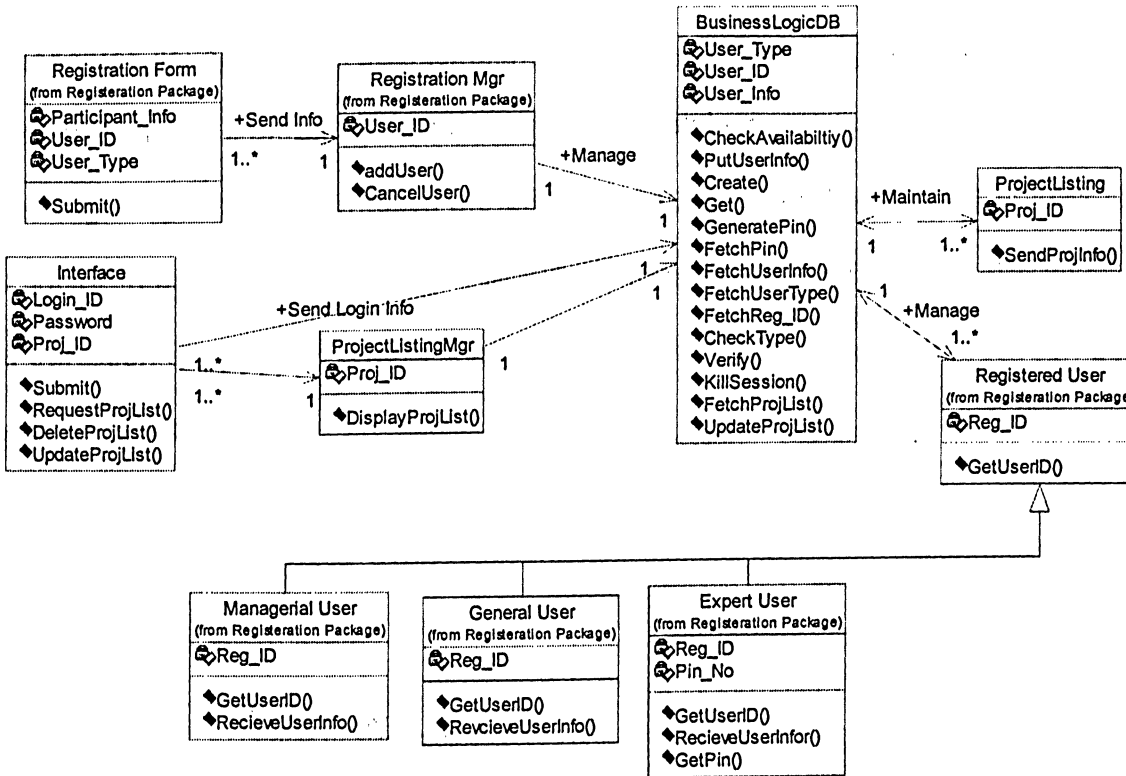 Registration Form
(from Registeration Package)
Participant_Info
User_ID
User_Type
Submit()
+Send Info
1..*
1
Registration Mgr
(from Registeration Package)
User_ID
addUser()
CancelUser()
+Manage
1
1
BusinessLogicDB
User_Type
User_ID
User_Info
CheckAvailabiltiy()
PutUserInfo()
Create()
Get()
GeneratePin()
FetchPin()
FetchUserInfo()
FetchUserType()
FetchReg_ID()
CheckType()
Verify()
KillSession()
FetchProjList()
UpdateProjList()
+Maintain
1
1..*
ProjectListing
Proj_ID
SendProjInfo()
Interface
Login_ID
Password
Proj_ID
Submit()
RequestProjList()
DeleteProjList()
UpdateProjList()
+Send Login Info
1..*
1
1..*
1
ProjectListingMgr
Proj_ID
DisplayProjList()
1
1
1
+Manage
1..*
Registered User
(from Registeration Package)
Reg_ID
GetUserID()
Managerial User
(from Registeration Package)
Reg_ID
GetUserID()
RecieveUserInfo()
General User
(from Registeration Package)
Reg_ID
GetUserID()
RevcieveUserInfo()
Expert User
(from Registeration Package)
Reg_ID
Pin_No
GetUserID()
RecieveUserInfor()
GetPin()